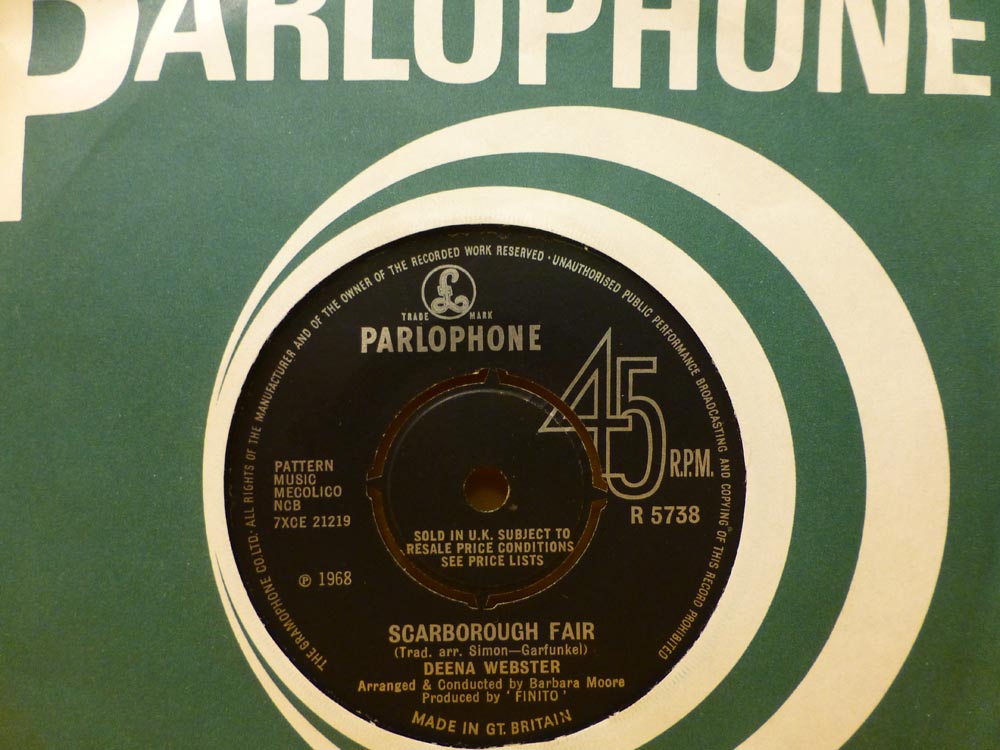 PARLOPHONE
THE GRAMOPHONE CO. LTD. · ALL RIGHTS OF THE MANUFACTURER AND OF THE OWNER OF THE RECORDED WORK RESERVED · UNAUTHORISED PUBLIC PERFORMANCE BROADCASTING AND COPYING OF THIS RECORD PROHIBITED
£
TRADE MARK
PARLOPHONE
45
R.P.M.
R 5738
PATTERN
MUSIC
MECOLICO
NCB
7XCE 21219
℗ 1968
SOLD IN U.K. SUBJECT TO
RESALE PRICE CONDITIONS
SEE PRICE LISTS
SCARBOROUGH FAIR
(Trad. arr. Simon—Garfunkel)
DEENA WEBSTER
Arranged & Conducted by Barbara Moore
Produced by ' FINITO '
MADE IN GT. BRITAIN